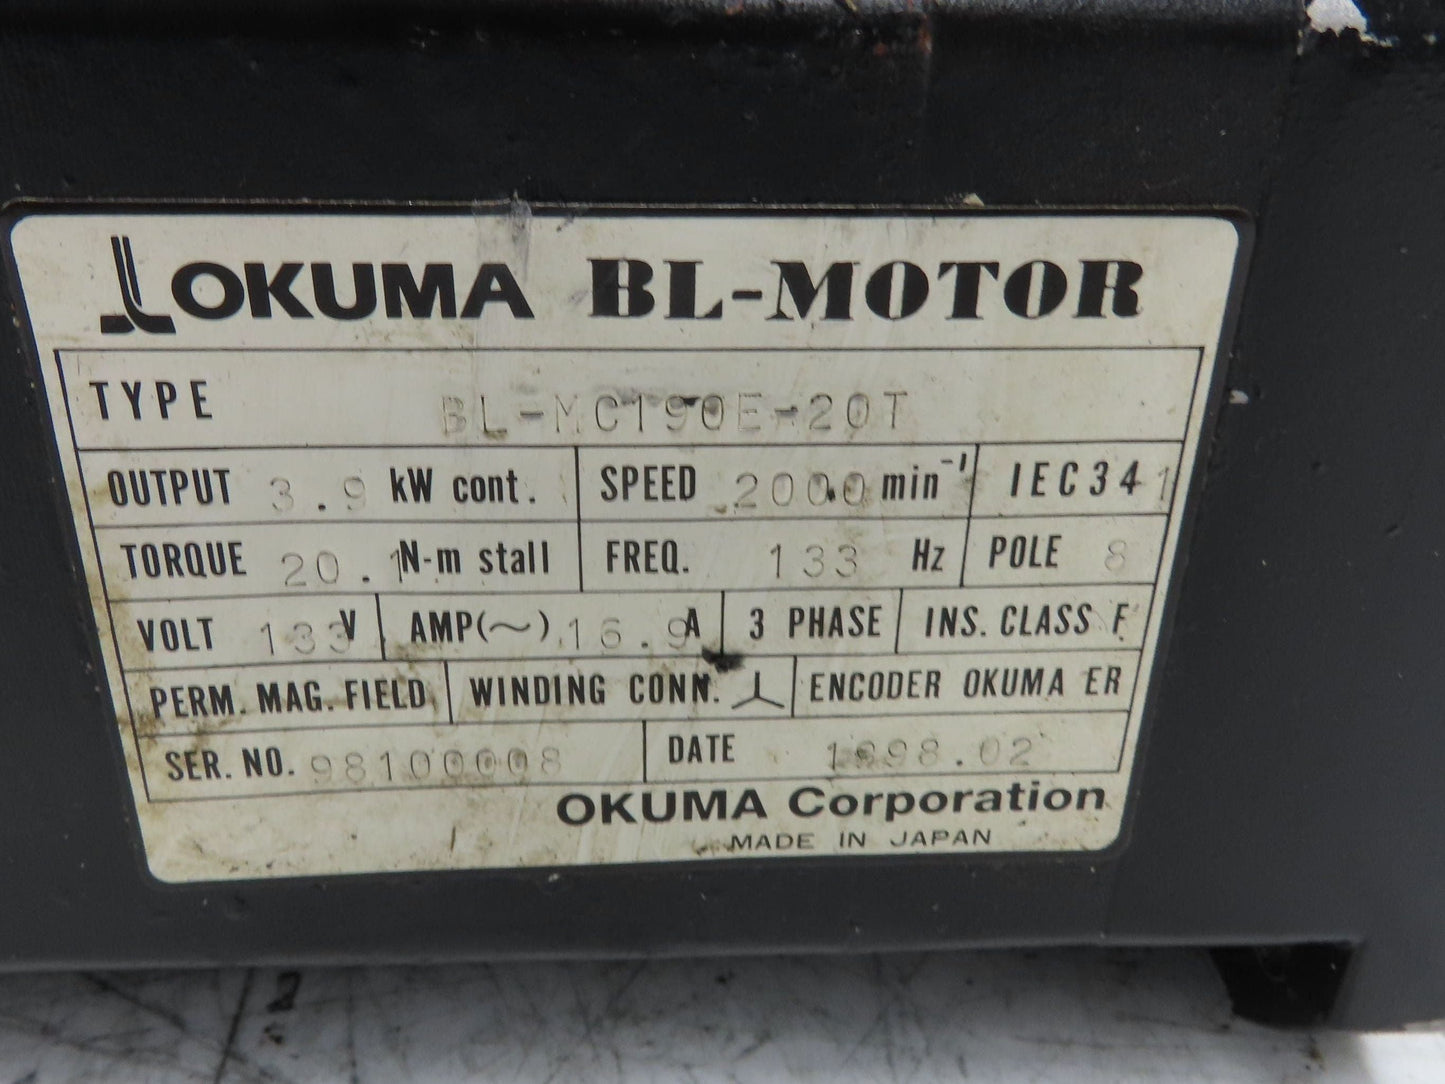 OKUMA BL-MOTOR
TYPE BL-MC190E-20T
OUTPUT 3.9 kW cont. SPEED 2000 min⁻¹ IEC34 1
TORQUE 20.1 N-m stall FREQ. 133 Hz POLE 8
VOLT 133 V AMP(~) 16.9 A 3 PHASE INS. CLASS F
PERM. MAG. FIELD WINDING CONN. ENCODER OKUMA ER
SER. NO. 98100008 DATE 1998.02
OKUMA Corporation
MADE IN JAPAN